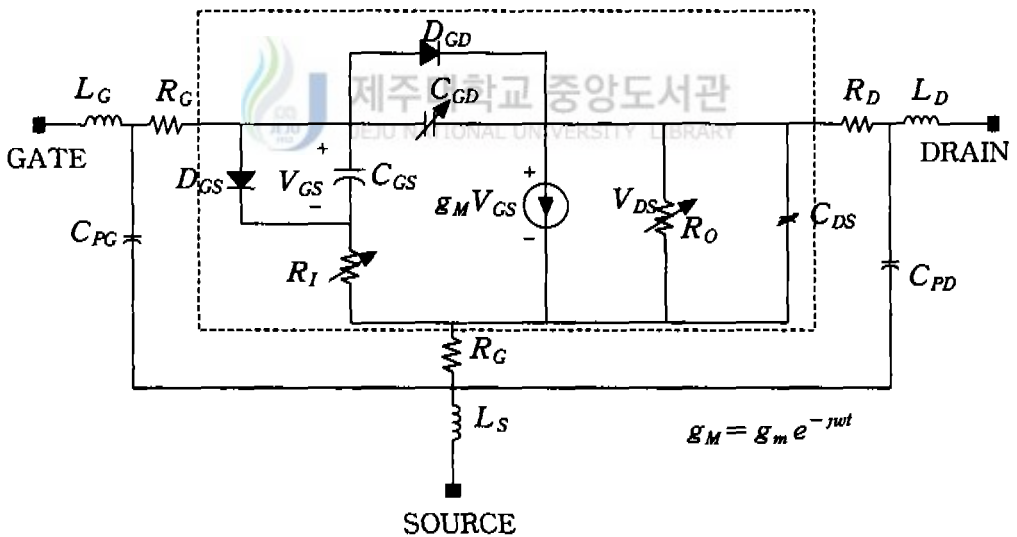 D_GD
제주대학교 중앙도서관
JEJU NATIONAL UNIVERSITY LIBRARY
L_G R_G C_GD R_D L_D
GATE DRAIN
D_GS V_GS + − C_GS g_M V_GS + − V_DS R_O C_DS
C_PG R_I C_PD
R_G
L_S
g_M = g_m e^{-jwt}
SOURCE